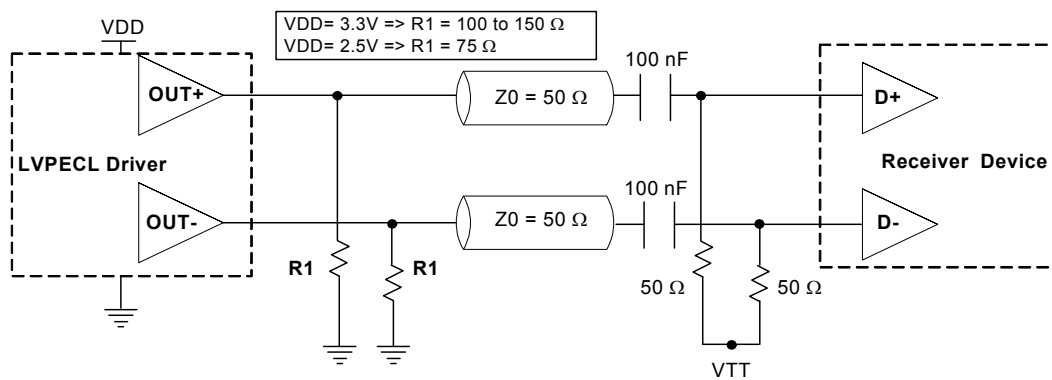 VDD
VDD= 3.3V => R1 = 100 to 150 Ω
VDD= 2.5V => R1 = 75 Ω
100 nF
OUT+
Z0 = 50 Ω
D+
LVPECL Driver
Receiver Device
100 nF
OUT-
Z0 = 50 Ω
D-
R1
R1
50 Ω
50 Ω
VTT